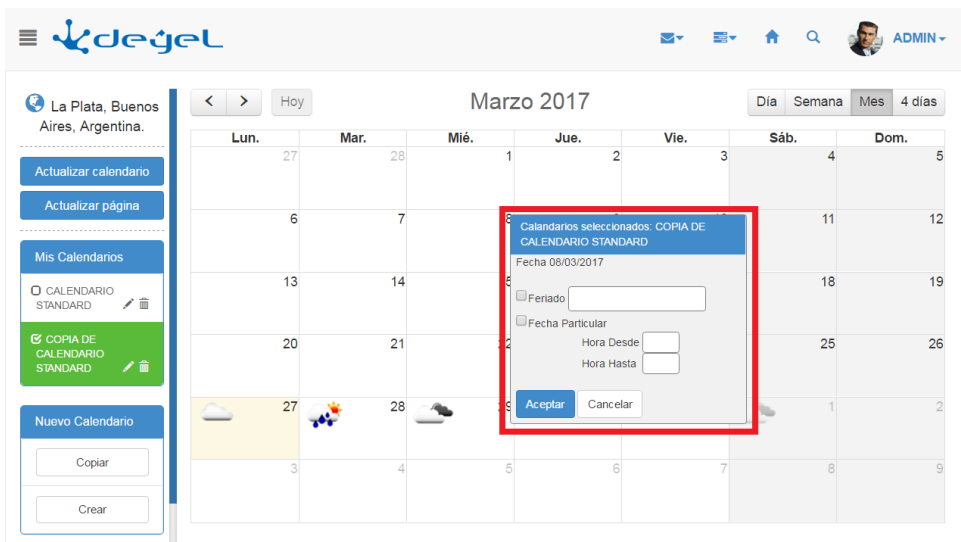 deyel
ADMIN
La Plata, Buenos
Aires, Argentina.
Actualizar calendario
Actualizar página
Mis Calendarios
CALENDARIO
STANDARD
COPIA DE
CALENDARIO
STANDARD
Nuevo Calendario
Copiar
Crear
Hoy
Marzo 2017
Día Semana Mes 4 días
Lun. Mar. Mié. Jue. Vie. Sáb. Dom.
27 28 1 2 3 4 5
6 7 8 11 12
13 14 18 19
20 21 25 26
27 28 1 2
3 4 5 6 7 8 9
Calandarios seleccionados: COPIA DE
CALENDARIO STANDARD
Fecha 08/03/2017
Feriado
Fecha Particular
Hora Desde
Hora Hasta
Aceptar Cancelar